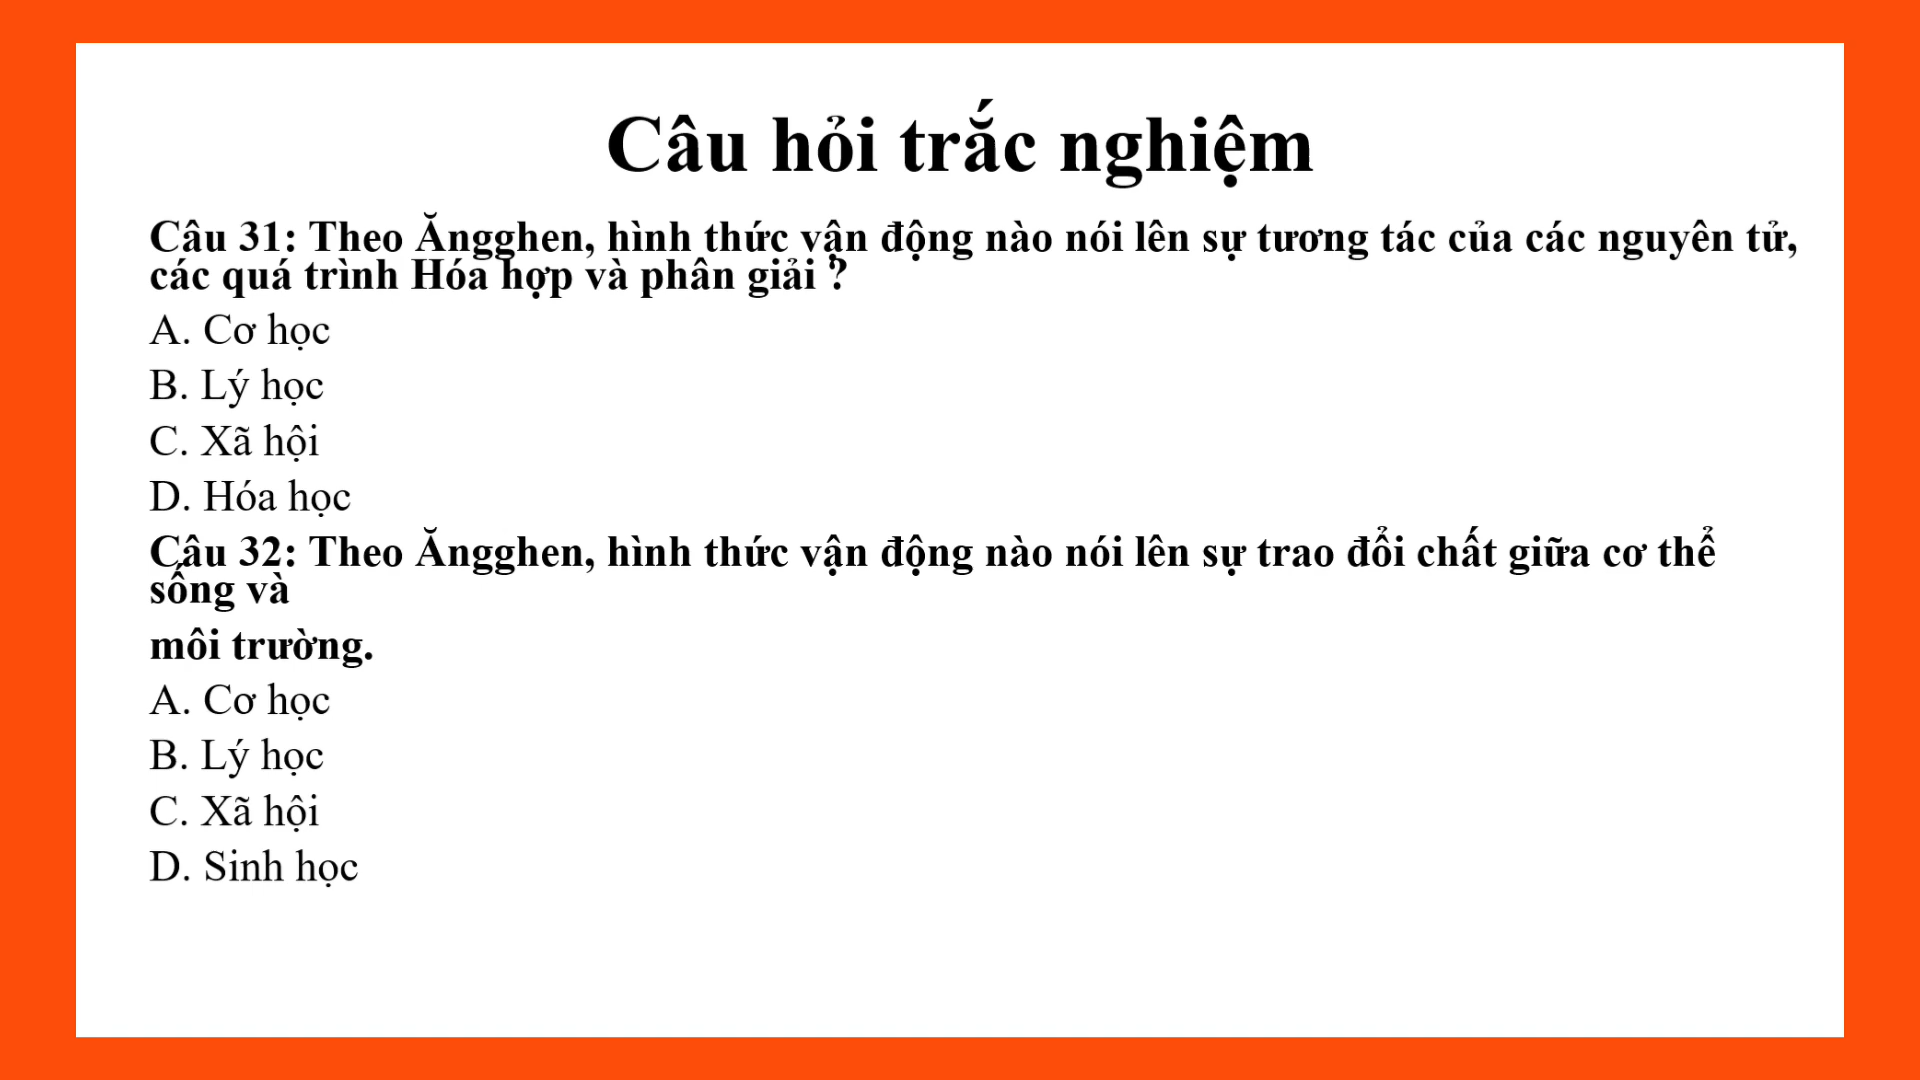 Câu hỏi trắc nghiệm
Câu 31: Theo Ăngghen, hình thức vận động nào nói lên sự tương tác của các nguyên tử,
các quá trình Hóa hợp và phân giải ?
A. Cơ học
B. Lý học
C. Xã hội
D. Hóa học
Câu 32: Theo Ăngghen, hình thức vận động nào nói lên sự trao đổi chất giữa cơ thể
sống và
môi trường.
A. Cơ học
B. Lý học
C. Xã hội
D. Sinh học